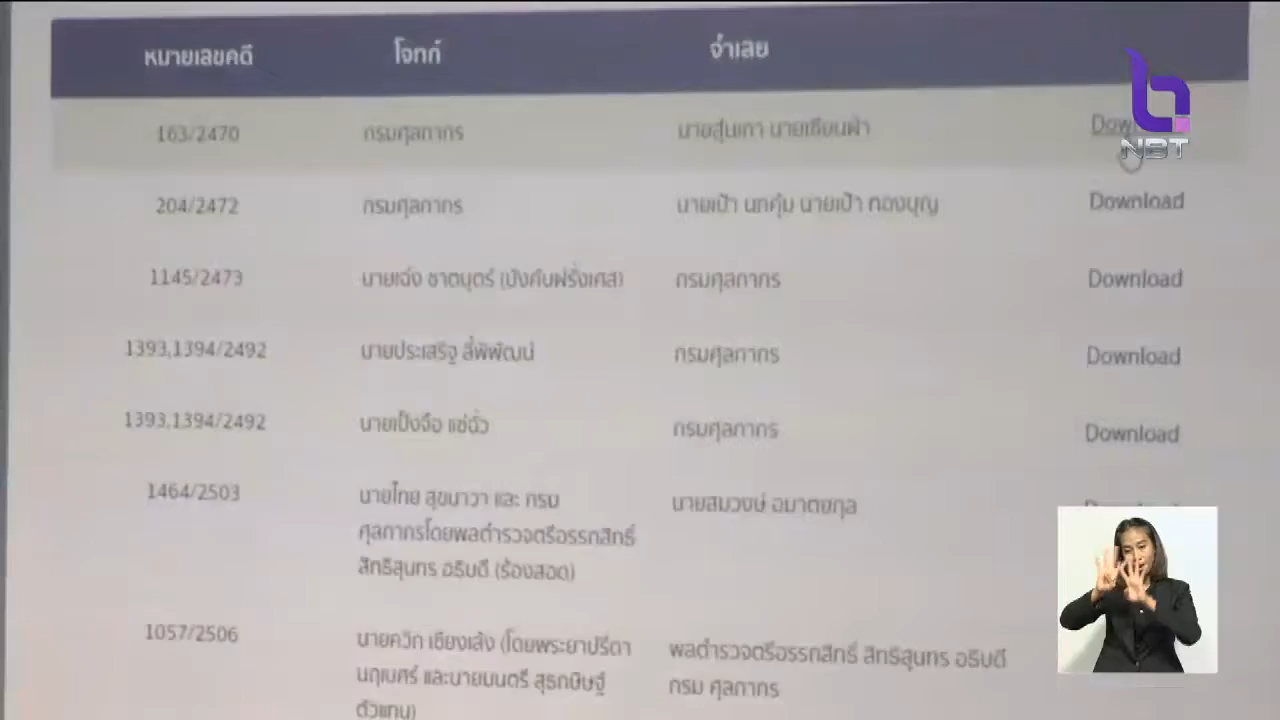 หมายเลขคดี โจทก์ จำเลย
163/2470 กรมศุลกากร นายสุ่นเกา นายเซียนฝ่า
204/2472 กรมศุลกากร นายเป้า นกคุ้ม นายเป้า ทองบุญ Download
1145/2473 นายเฉ่ง ชาตบุตร์ (บังคับฝรั่งเศส) กรมศุลกากร Download
1393,1394/2492 นายประเสริฐ ลี่พิพัฒน์ กรมศุลกากร Download
1393,1394/2492 นายเป็งจือ แซ่ฉั่ว กรมศุลกากร Download
1464/2503 นายไทย สุขนาวา และ กรม นายสมวงษ์ อมาตยกุล
ศุลกากรโดยพลตำรวจตรีอรรถสิทธิ์
สิทธิสุนทร อธิบดี (ร้องสอด)
1057/2506 นายควิก เซียงเล้ง (โดยพระยาปรีดา พลตำรวจตรีอรรถสิทธิ์ สิทธิสุนทร อธิบดี
นฤเบศร์ และนายมนตรี สุรทบิษฐ์ กรม ศุลกากร
ตัวแทน)
NBT